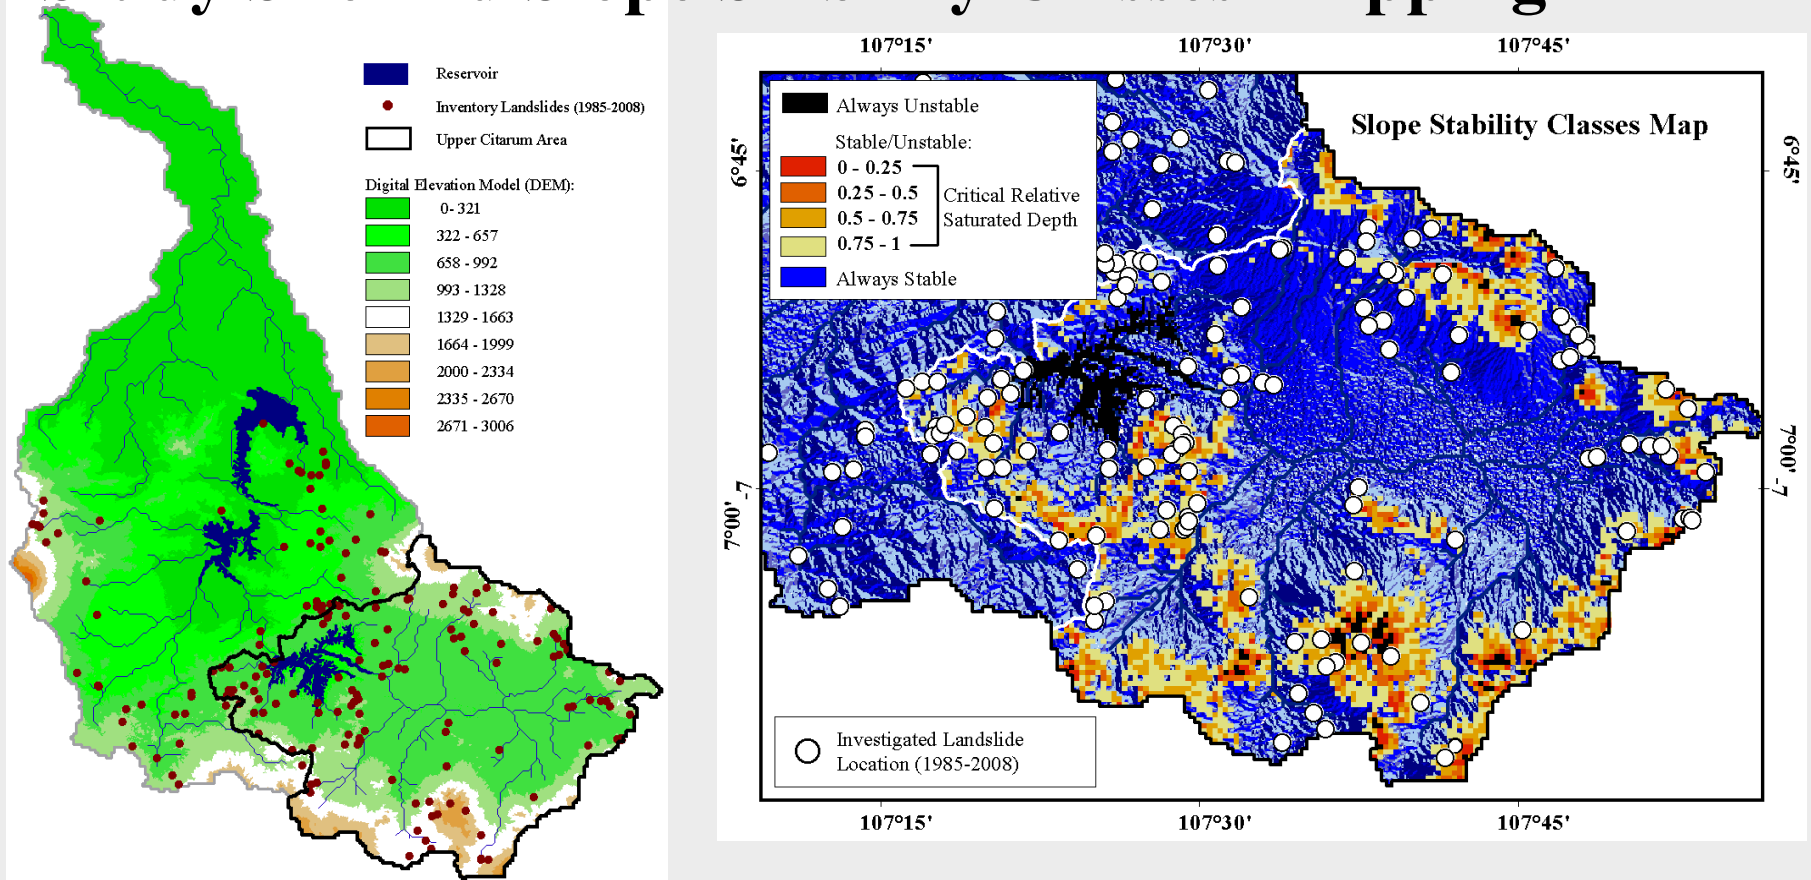 Reservoir
Inventory Landslides (1985-2008)
Upper Citarum Area
Digital Elevation Model (DEM):
0- 321
322 - 657
658 - 992
993 - 1328
1329 - 1663
1664 - 1999
2000 - 2334
2335 - 2670
2671 - 3006
107°15'
107°30'
107°45'
Slope Stability Classes Map
Always Unstable
Stable/Unstable:
0 - 0.25
0.25 - 0.5
0.5 - 0.75
0.75 - 1
Critical Relative
Saturated Depth
Always Stable
6°45'
6°45'
7°00'
-7
7°00'
-7
Investigated Landslide
Location (1985-2008)
107°15'
107°30'
107°45'